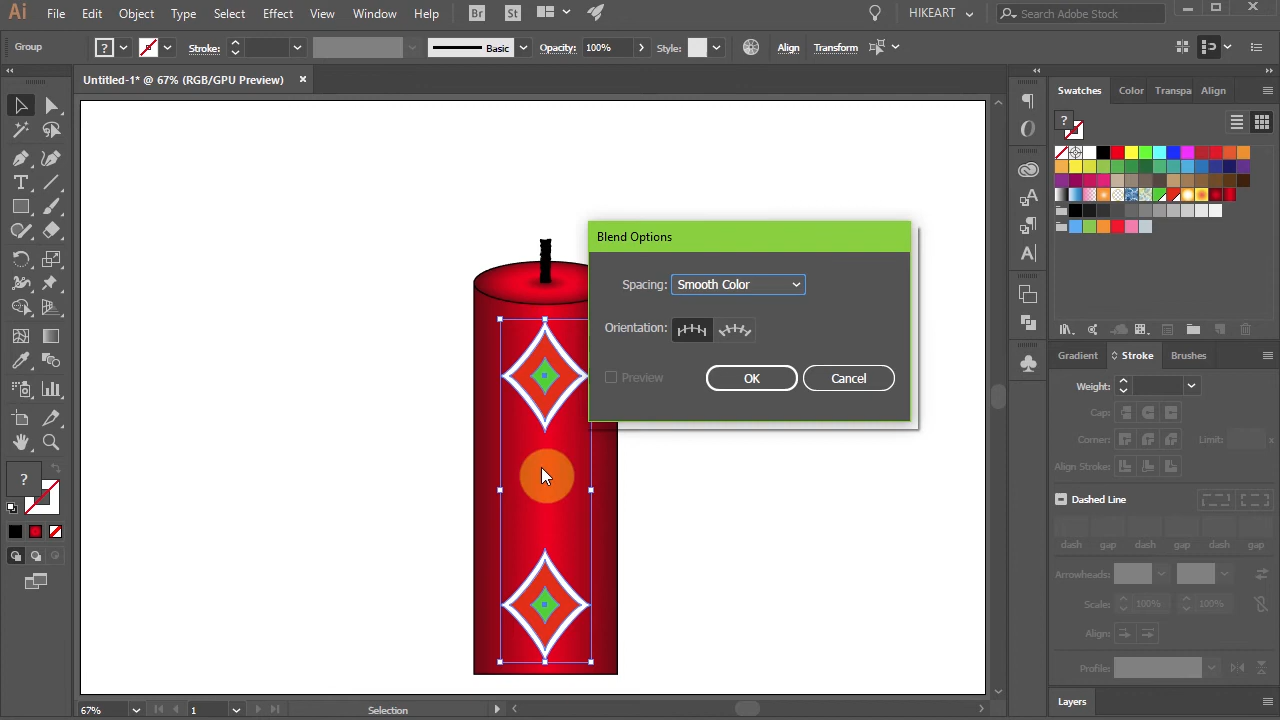 Ai File Edit Object Type Select Effect View Window Help Br St HIKEART Search Adobe Stock
Group ? Stroke: Basic Opacity: 100% Style: Align Transform
Untitled-1* @ 67% (RGB/GPU Preview)
Swatches Color Transpa Align
?
Blend Options
Spacing: Smooth Color
Orientation:
Preview OK Cancel
Gradient Stroke Brushes
Weight:
Cap:
Corner: Limit: x
Align Stroke:
?
Dashed Line
dash gap dash gap dash gap
Arrowheads:
Scale: 100% 100%
Align:
Profile:
Layers
67% 1 Selection